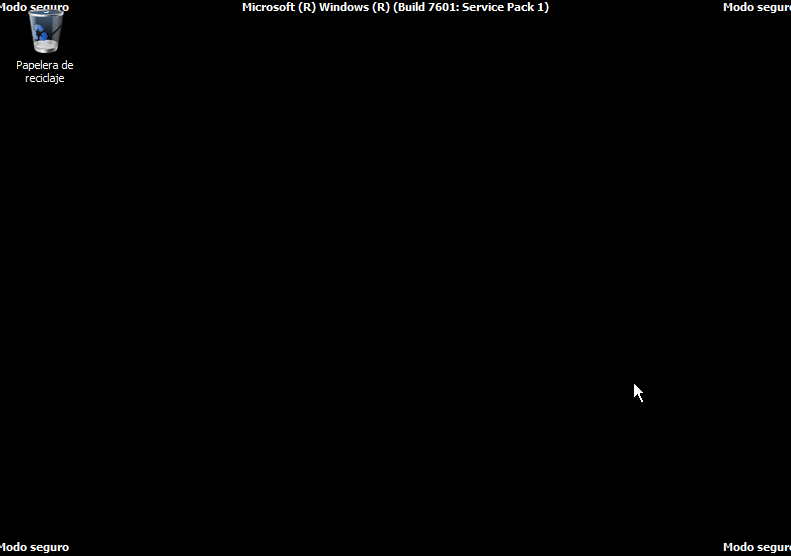 Modo seguro
Microsoft (R) Windows (R) (Build 7601: Service Pack 1)
Modo seguro
Papelera de
reciclaje
Modo seguro
Modo seguro